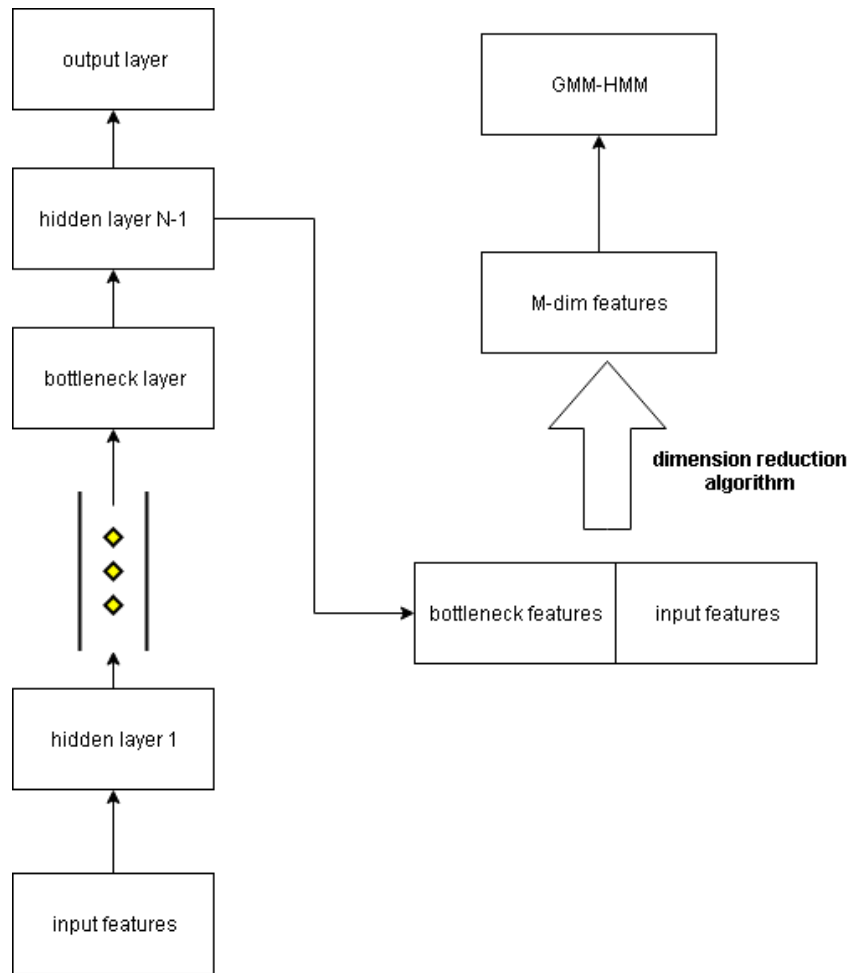 output layer
GMM-HMM
hidden layer N-1
M-dim features
bottleneck layer
dimension reduction
algorithm
bottleneck features
input features
hidden layer 1
input features